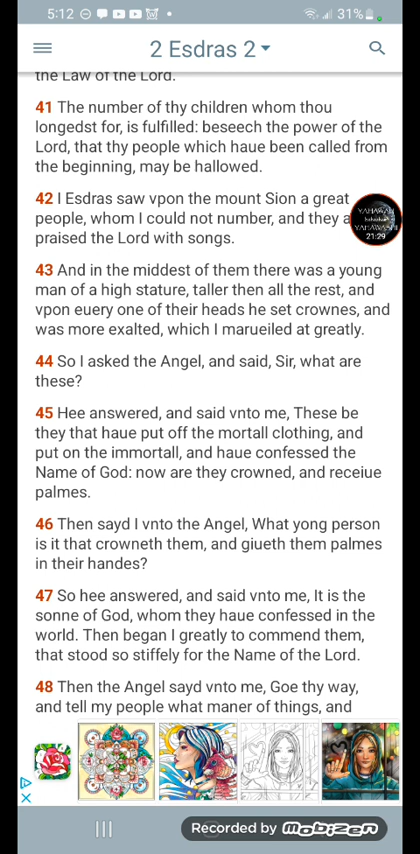 5:12
31%
2 Esdras 2
the Law of the Lord.
41 The number of thy children whom thou
longedst for, is fulfilled: beseech the power of the
Lord, that thy people which haue been called from
the beginning, may be hallowed.
42 I Esdras saw vpon the mount Sion a great
people, whom I could not number, and they a
praised the Lord with songs.
YAHAWAH
YAHAWASHI
21:29
43 And in the middest of them there was a young
man of a high stature, taller then all the rest, and
vpon euery one of their heads he set crownes, and
was more exalted, which I marueiled at greatly.
44 So I asked the Angel, and said, Sir, what are
these?
45 Hee answered, and said vnto me, These be
they that haue put off the mortall clothing, and
put on the immortall, and haue confessed the
Name of God: now are they crowned, and receiue
palmes.
46 Then sayd I vnto the Angel, What yong person
is it that crowneth them, and giueth them palmes
in their handes?
47 So hee answered, and said vnto me, It is the
sonne of God, whom they haue confessed in the
world. Then began I greatly to commend them,
that stood so stiffely for the Name of the Lord.
48 Then the Angel sayd vnto me, Goe thy way,
and tell my people what maner of things, and
Recorded by mobizen